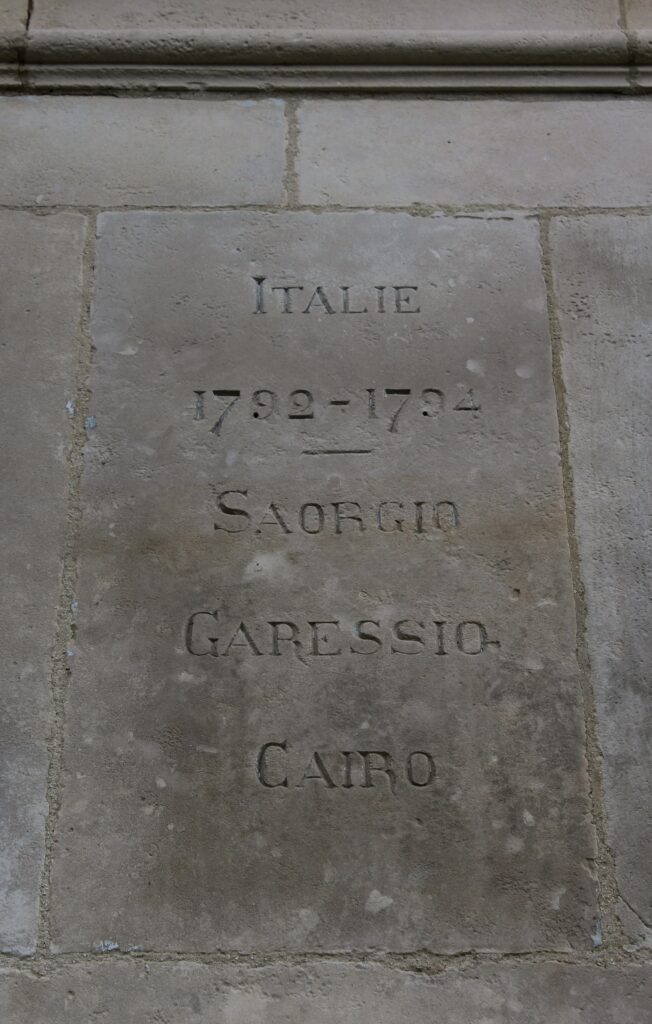 ITALIE
1792-1794
SAORGIO
GARESSIO-
CAIRO